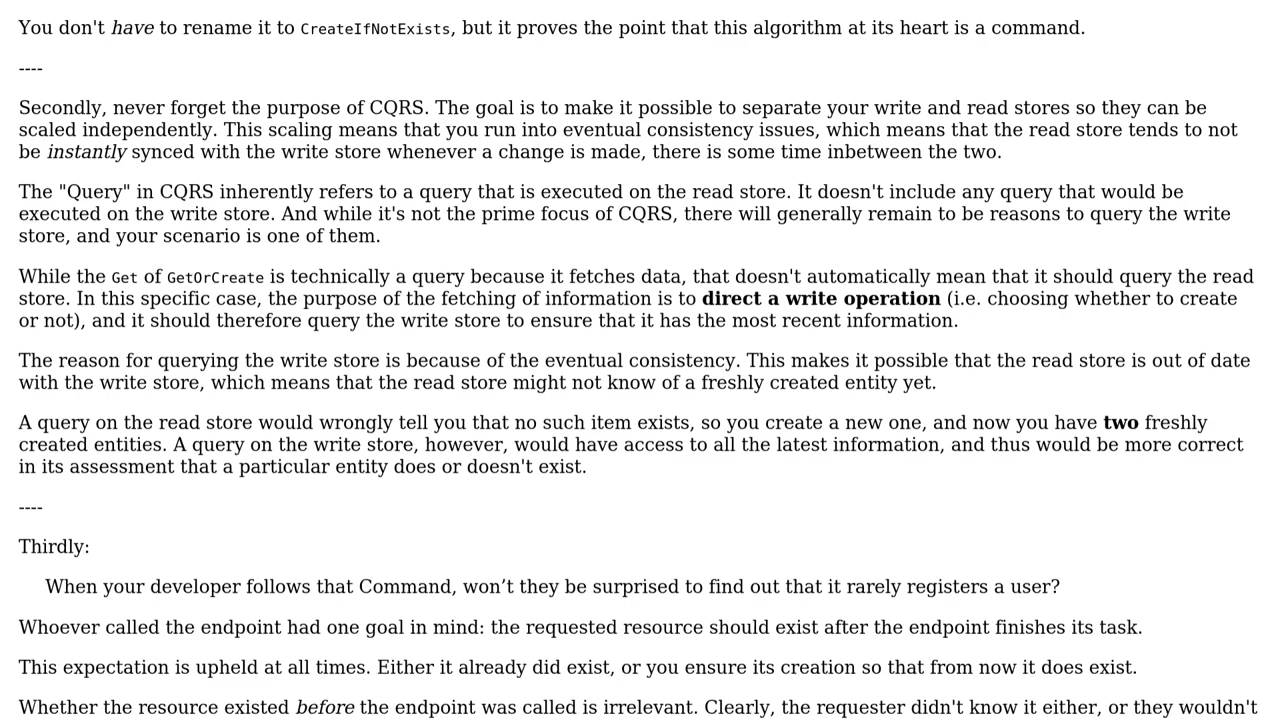 You don't have to rename it to CreateIfNotExists, but it proves the point that this algorithm at its heart is a command.
----
Secondly, never forget the purpose of CQRS. The goal is to make it possible to separate your write and read stores so they can be
scaled independently. This scaling means that you run into eventual consistency issues, which means that the read store tends to not
be instantly synced with the write store whenever a change is made, there is some time inbetween the two.
The "Query" in CQRS inherently refers to a query that is executed on the read store. It doesn't include any query that would be
executed on the write store. And while it's not the prime focus of CQRS, there will generally remain to be reasons to query the write
store, and your scenario is one of them.
While the Get of GetOrCreate is technically a query because it fetches data, that doesn't automatically mean that it should query the read
store. In this specific case, the purpose of the fetching of information is to direct a write operation (i.e. choosing whether to create
or not), and it should therefore query the write store to ensure that it has the most recent information.
The reason for querying the write store is because of the eventual consistency. This makes it possible that the read store is out of date
with the write store, which means that the read store might not know of a freshly created entity yet.
A query on the read store would wrongly tell you that no such item exists, so you create a new one, and now you have two freshly
created entities. A query on the write store, however, would have access to all the latest information, and thus would be more correct
in its assessment that a particular entity does or doesn't exist.
----
Thirdly:
When your developer follows that Command, won’t they be surprised to find out that it rarely registers a user?
Whoever called the endpoint had one goal in mind: the requested resource should exist after the endpoint finishes its task.
This expectation is upheld at all times. Either it already did exist, or you ensure its creation so that from now it does exist.
Whether the resource existed before the endpoint was called is irrelevant. Clearly, the requester didn't know it either, or they wouldn't